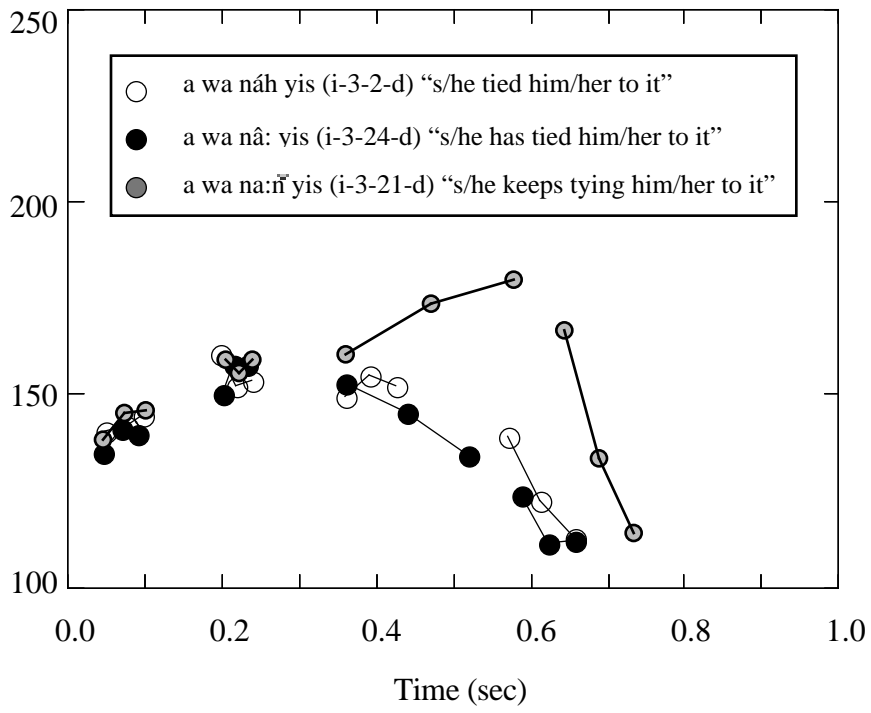 250
a wa náh yis (i-3-2-d) “s/he tied him/her to it”
a wa nâ: yis (i-3-24-d) “s/he has tied him/her to it”
200
a wa na:n̄ yis (i-3-21-d) “s/he keeps tying him/her to it”
150
100
0.0 0.2 0.4 0.6 0.8 1.0
Time (sec)